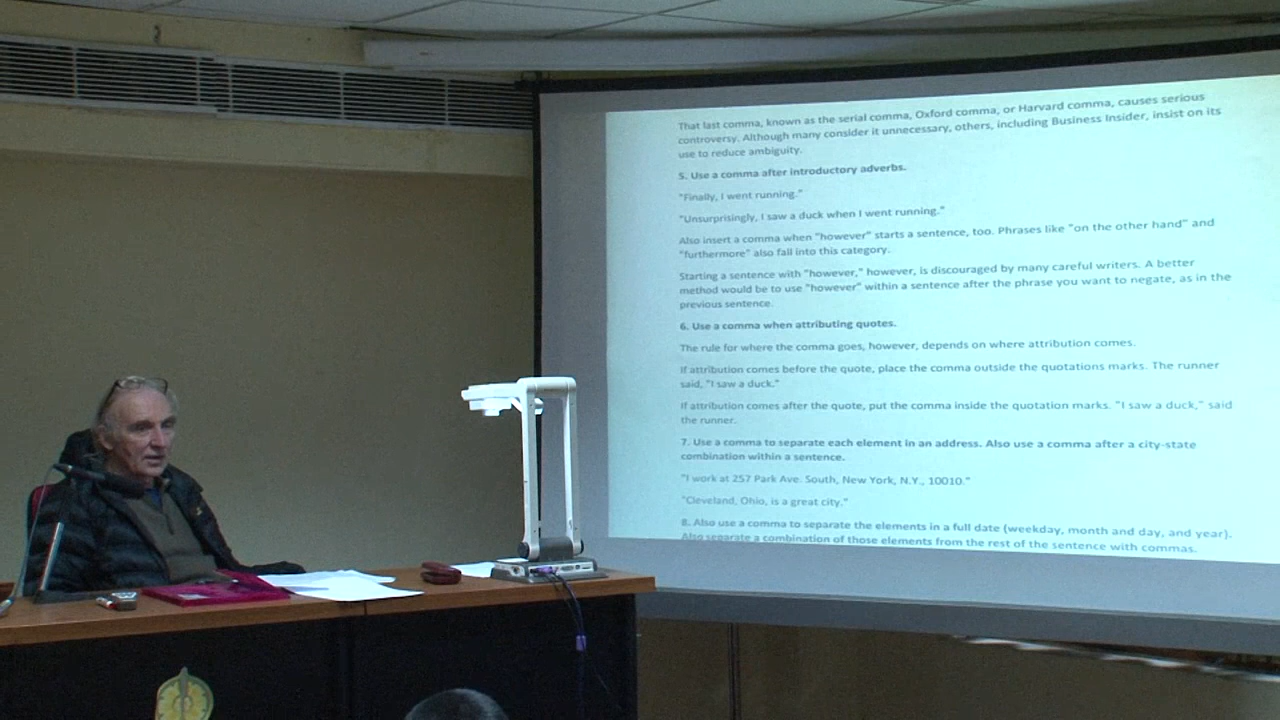 That last comma, known as the serial comma, Oxford comma, or Harvard comma, causes serious
controversy. Although many consider it unnecessary, others, including Business Insider, insist on its
use to reduce ambiguity.
5. Use a comma after introductory adverbs.
"Finally, I went running."
"Unsurprisingly, I saw a duck when I went running."
Also insert a comma when "however" starts a sentence, too. Phrases like "on the other hand" and
"furthermore" also fall into this category.
Starting a sentence with "however," however, is discouraged by many careful writers. A better
method would be to use "however" within a sentence after the phrase you want to negate, as in the
previous sentence.
6. Use a comma when attributing quotes.
The rule for where the comma goes, however, depends on where attribution comes.
If attribution comes before the quote, place the comma outside the quotations marks. The runner
said, "I saw a duck."
If attribution comes after the quote, put the comma inside the quotation marks. "I saw a duck," said
the runner.
7. Use a comma to separate each element in an address. Also use a comma after a city-state
combination within a sentence.
"I work at 257 Park Ave. South, New York, N.Y., 10010."
"Cleveland, Ohio, is a great city."
8. Also use a comma to separate the elements in a full date (weekday, month and day, and year).
Also separate a combination of those elements from the rest of the sentence with commas.